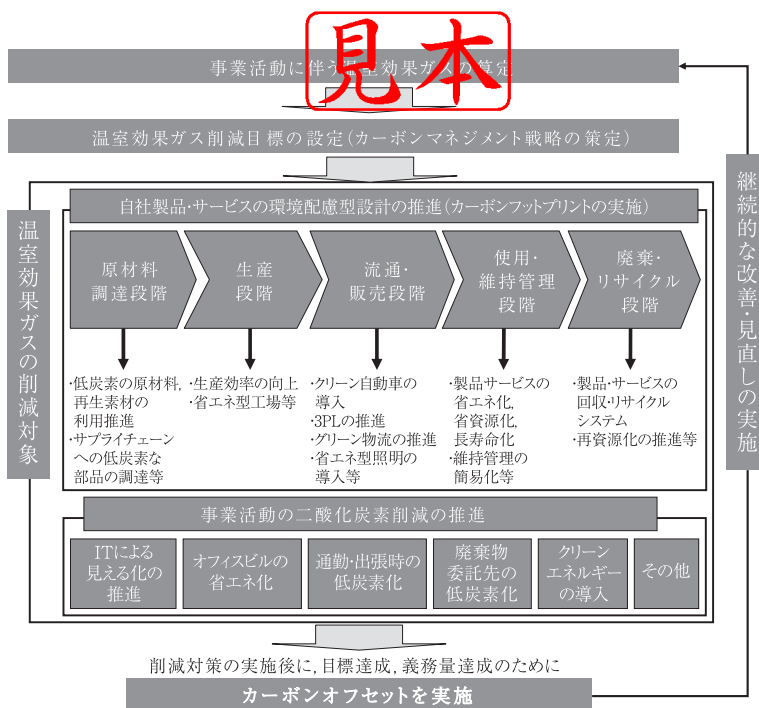 見本
事業活動に伴う温室効果ガスの算定
温室効果ガス削減目標の設定(カーボンマネジメント戦略の策定)
温室効果ガスの削減対象
自社製品・サービスの環境配慮型設計の推進(カーボンフットプリントの実施)
原材料
調達段階
生産
段階
流通・
販売段階
使用・
維持管理
段階
廃棄・
リサイクル
段階
・低炭素の原材料,
再生素材の
利用推進
・サプライチェーン
への低炭素な
部品の調達等
・生産効率の向上
・省エネ型工場等
・クリーン自動車の
導入
・3PLの推進
・グリーン物流の推進
・省エネ型照明の
導入等
・製品サービスの
省エネ化,
省資源化,
長寿命化
・維持管理の
簡易化等
・製品・サービスの
回収・リサイクル
システム
・再資源化の推進等
事業活動の二酸化炭素削減の推進
ITによる
見える化の
推進
オフィスビルの
省エネ化
通勤・出張時の
低炭素化
廃棄物
委託先の
低炭素化
クリーン
エネルギー
の導入
その他
継続的な改善・見直しの実施
削減対策の実施後に,目標達成,義務量達成のために
カーボンオフセットを実施